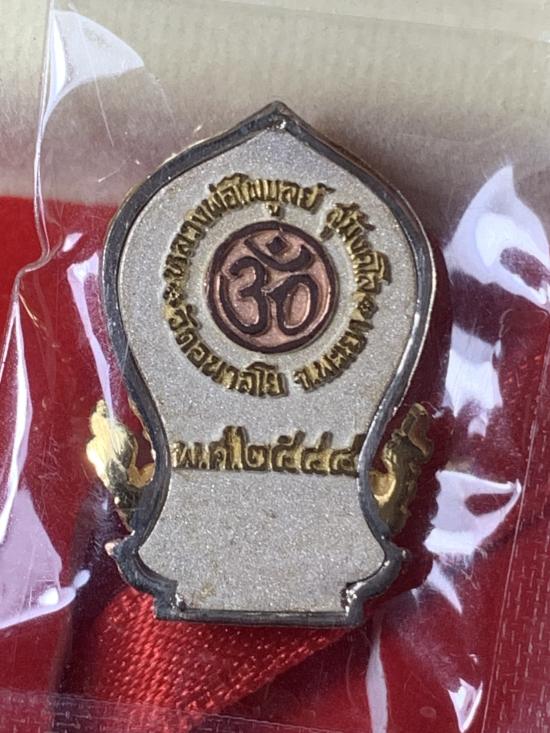 หลวงพ่อไพบูลย์ สุมังคโล
วัดอนาลโย จ.พะเยา
พ.ศ.๒๕๔๔